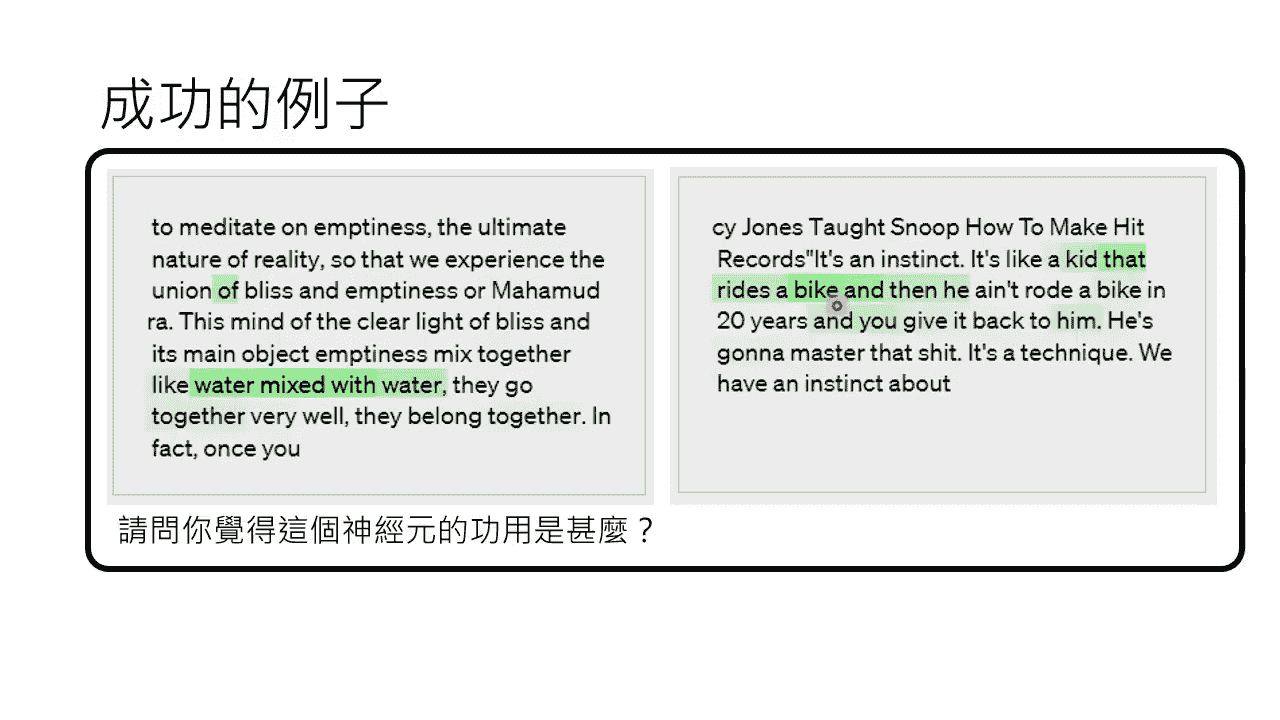 成功的例子
to meditate on emptiness, the ultimate
nature of reality, so that we experience the
union of bliss and emptiness or Mahamud
ra. This mind of the clear light of bliss and
its main object emptiness mix together
like water mixed with water, they go
together very well, they belong together. In
fact, once you
cy Jones Taught Snoop How To Make Hit
Records"It's an instinct. It's like a kid that
rides a bike and then he ain't rode a bike in
20 years and you give it back to him. He's
gonna master that shit. It's a technique. We
have an instinct about
請問你覺得這個神經元的功用是甚麼？